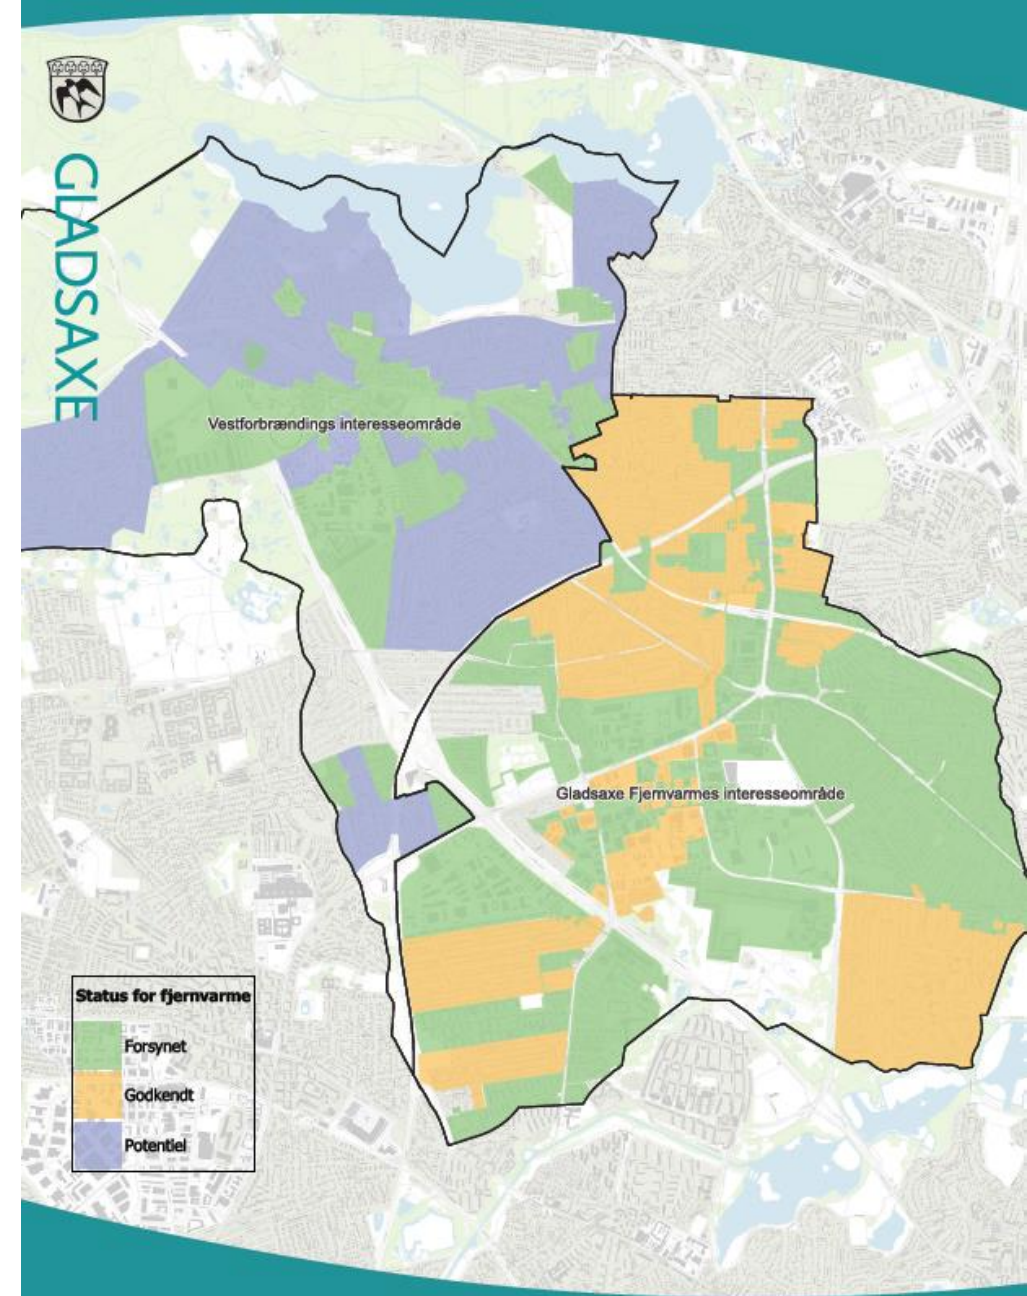 GLADSAXE
Vestforbrændings interesseområde
Gladsaxe Fjernvarmes interesseområde
Status for fjernvarme
Forsynet
Godkendt
Potentiel